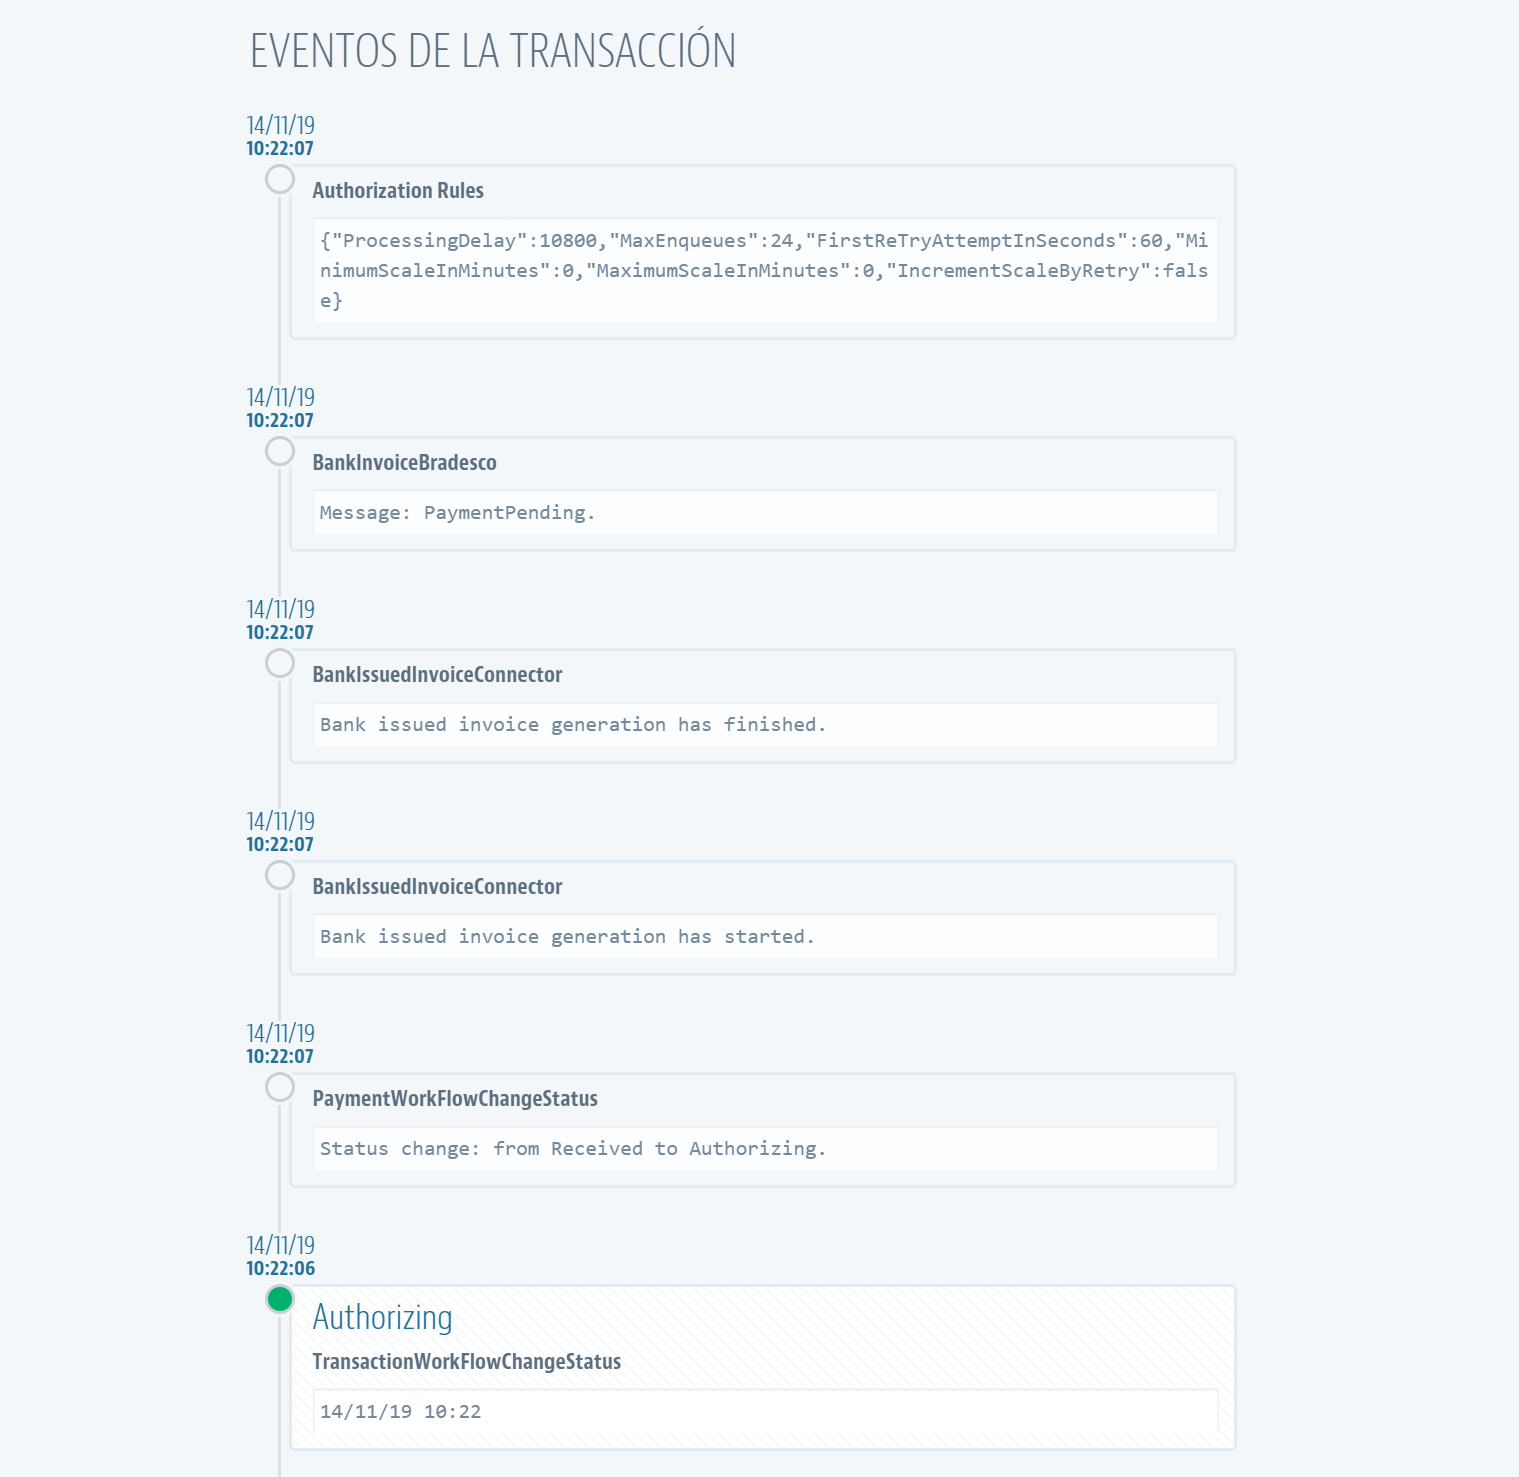 EVENTOS DE LA TRANSACCIÓN
14/11/19
10:22:07
Authorization Rules
{"ProcessingDelay":10800,"MaxEnqueues":24,"FirstReTryAttemptInSeconds":60,"Mi
nimumScaleInMinutes":0,"MaximumScaleInMinutes":0,"IncrementScaleByRetry":fals
e}
14/11/19
10:22:07
BankInvoiceBradesco
Message: PaymentPending.
14/11/19
10:22:07
BankIssuedInvoiceConnector
Bank issued invoice generation has finished.
14/11/19
10:22:07
BankIssuedInvoiceConnector
Bank issued invoice generation has started.
14/11/19
10:22:07
PaymentWorkFlowChangeStatus
Status change: from Received to Authorizing.
14/11/19
10:22:06
Authorizing
TransactionWorkFlowChangeStatus
14/11/19 10:22